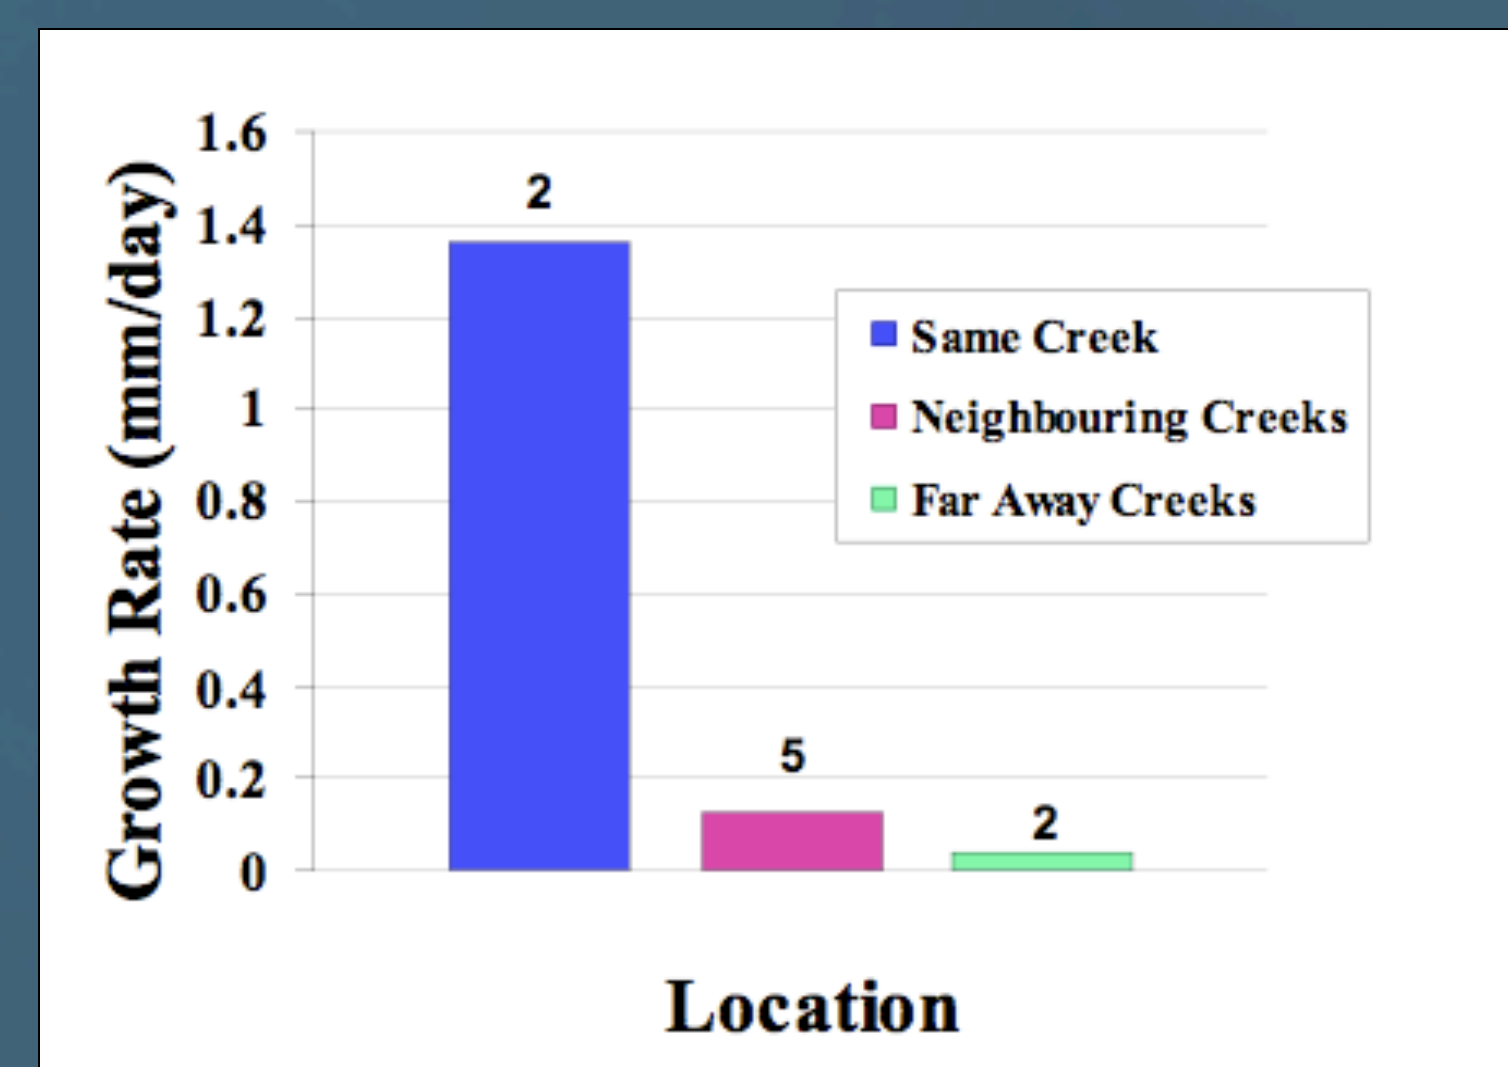 Growth Rate (mm/day)
1.6
1.4
1.2
1
0.8
0.6
0.4
0.2
0
2
5
2
Same Creek
Neighbouring Creeks
Far Away Creeks
Location